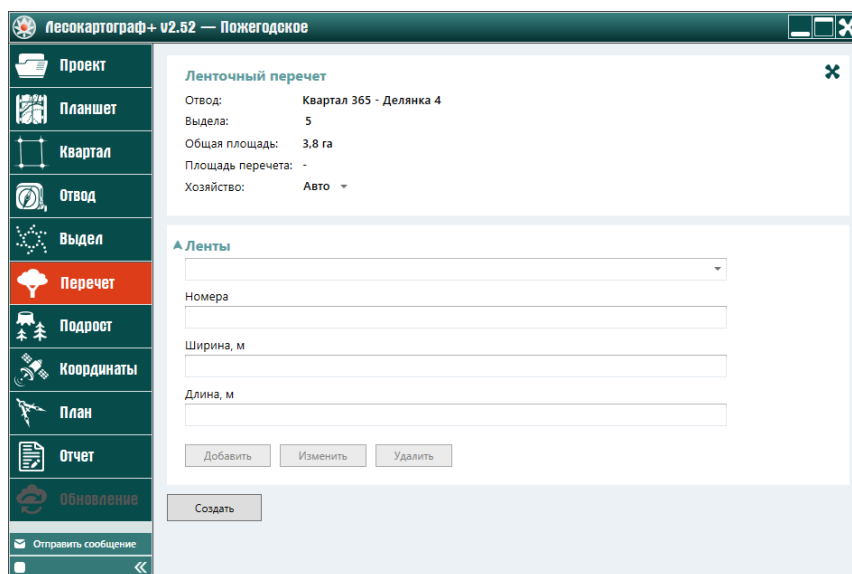 Лесокартограф+ v2.52 — Пожегодское
Проект
Планшет
Квартал
Отвод
Выдел
Перечет
Подрост
Координаты
План
Отчет
Обновление
Отправить сообщение
Ленточный перечет
Отвод: Квартал 365 - Делянка 4
Выдела: 5
Общая площадь: 3,8 га
Площадь перечета: -
Хозяйство: Авто
Ленты
Номера
Ширина, м
Длина, м
Добавить Изменить Удалить
Создать